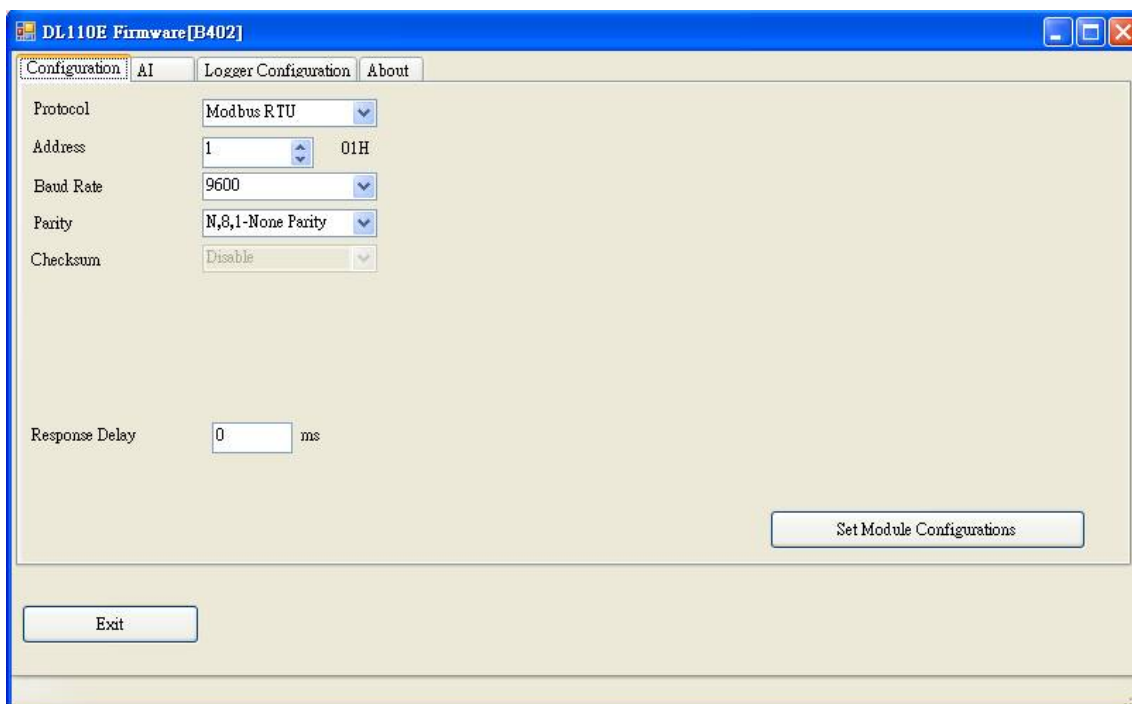 DL110E Firmware[B402]
Configuration AI Logger Configuration About
Protocol Modbus RTU
Address 1 01H
Baud Rate 9600
Parity N,8,1-None Parity
Checksum Disable
Response Delay 0 ms
Set Module Configurations
Exit